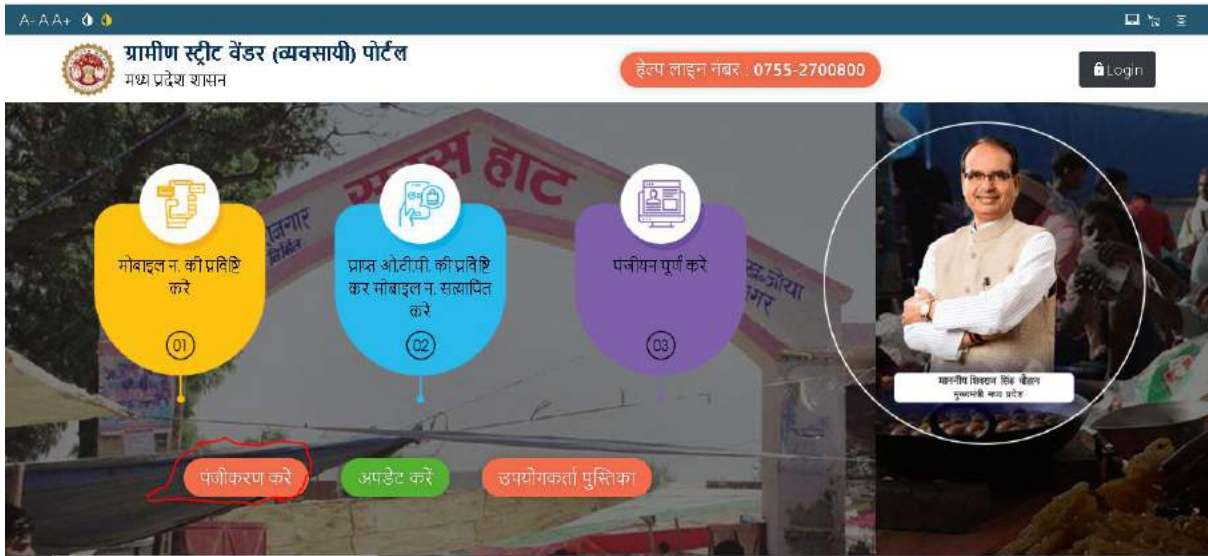 A- A A+
ग्रामीण स्ट्रीट वेंडर (व्यवसायी) पोर्टल
मध्य प्रदेश शासन
हेल्प लाइन नंबर : 0755-2700800
Login
हाट
मोबाइल न. की प्रविष्टि
करें
01
प्राप्त ओ.टी.पी. की प्रविष्टि
कर मोबाइल न. सत्यापित
करें
02
पंजीयन पूर्ण करें
03
माननीय शिवराज सिंह चौहान
मुख्यमंत्री मध्य प्रदेश
पंजीकरण करें
अपडेट करें
उपयोगकर्ता पुस्तिका